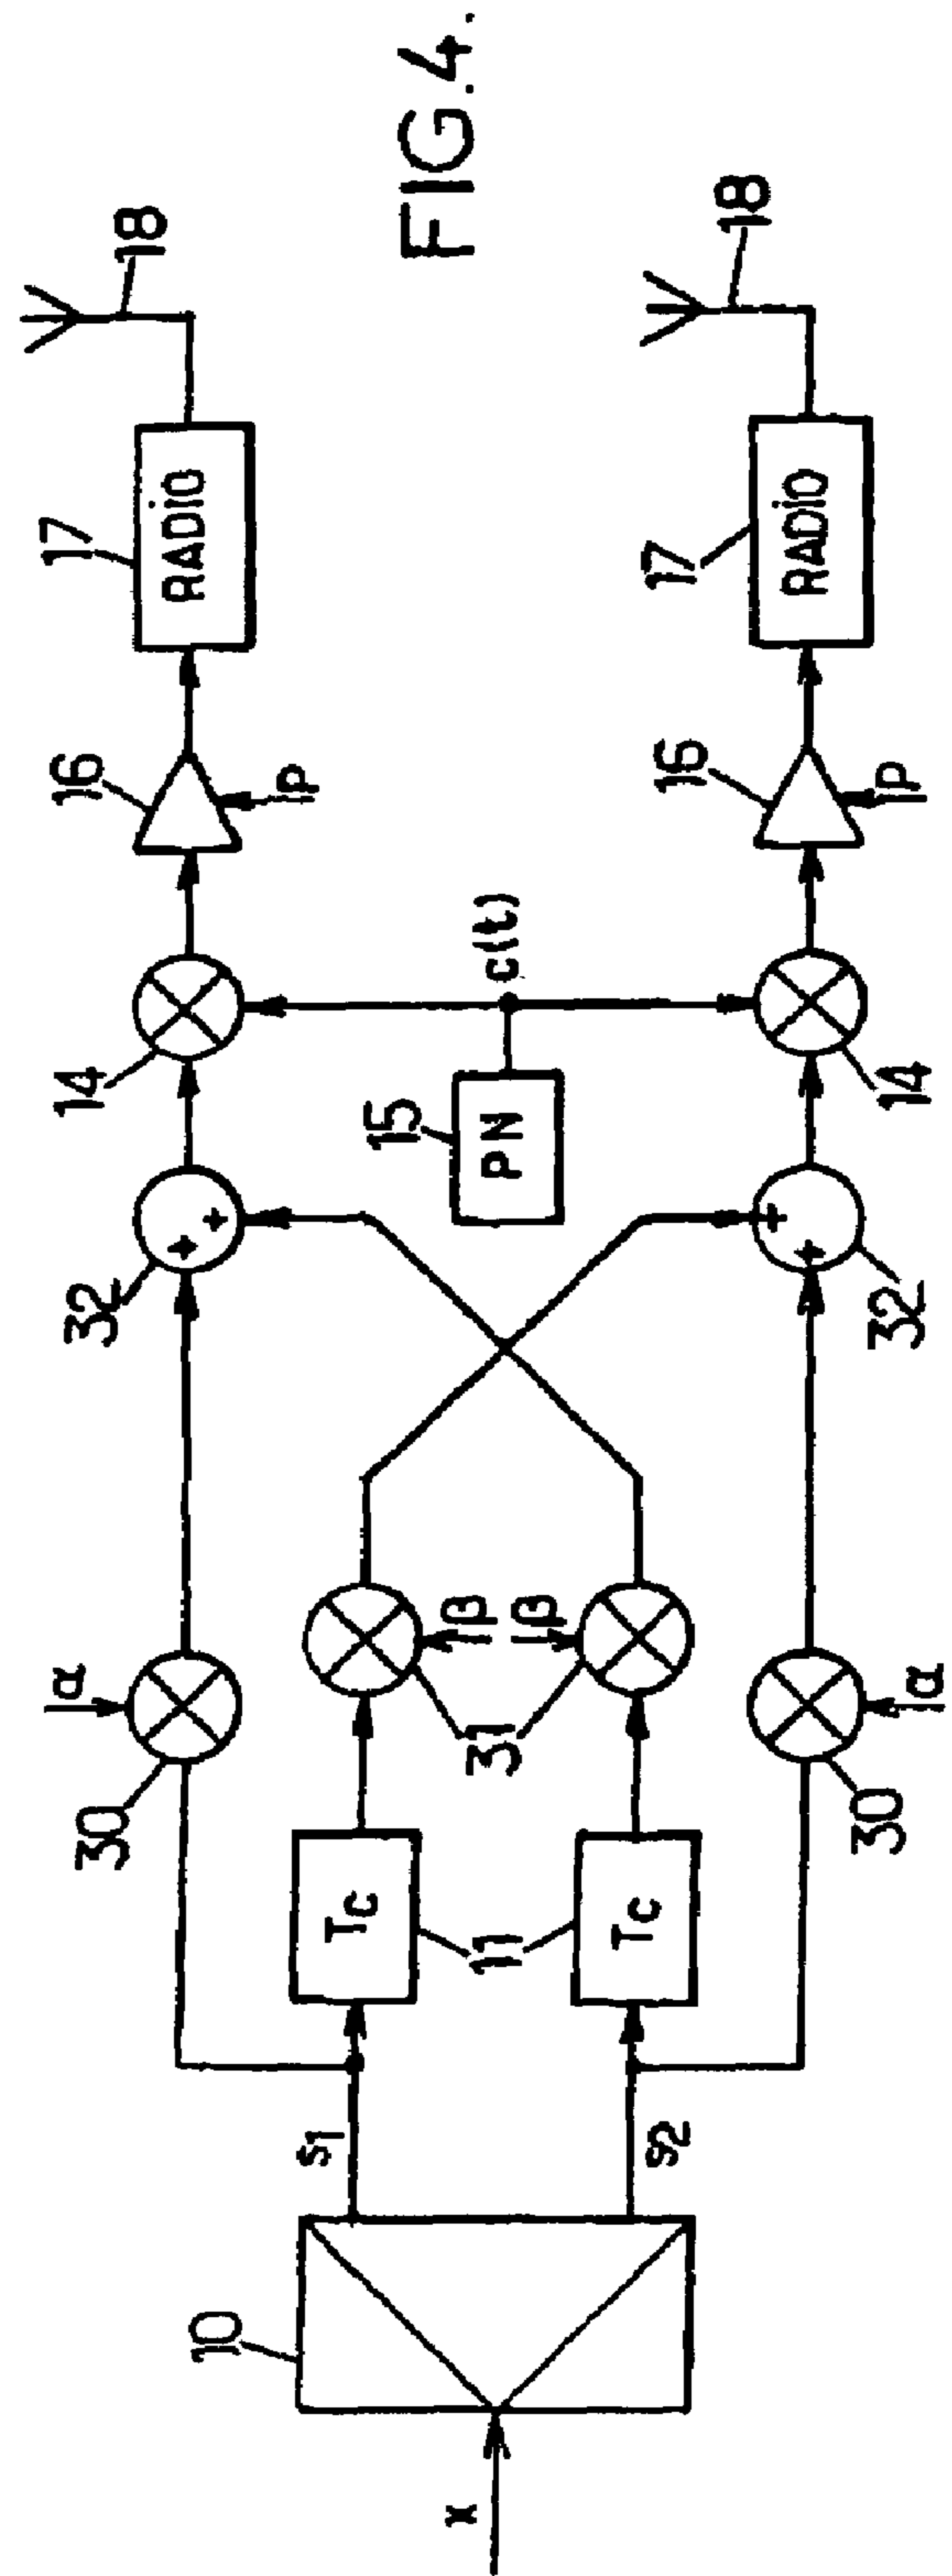 FIG.4.
18
17
RADIO
16
P
14
32
α
30
c(t)
15
PN
β
β
31
Tc
11
Tc
s1
s2
10
x
18
17
RADIO
16
P
14
32
α
30